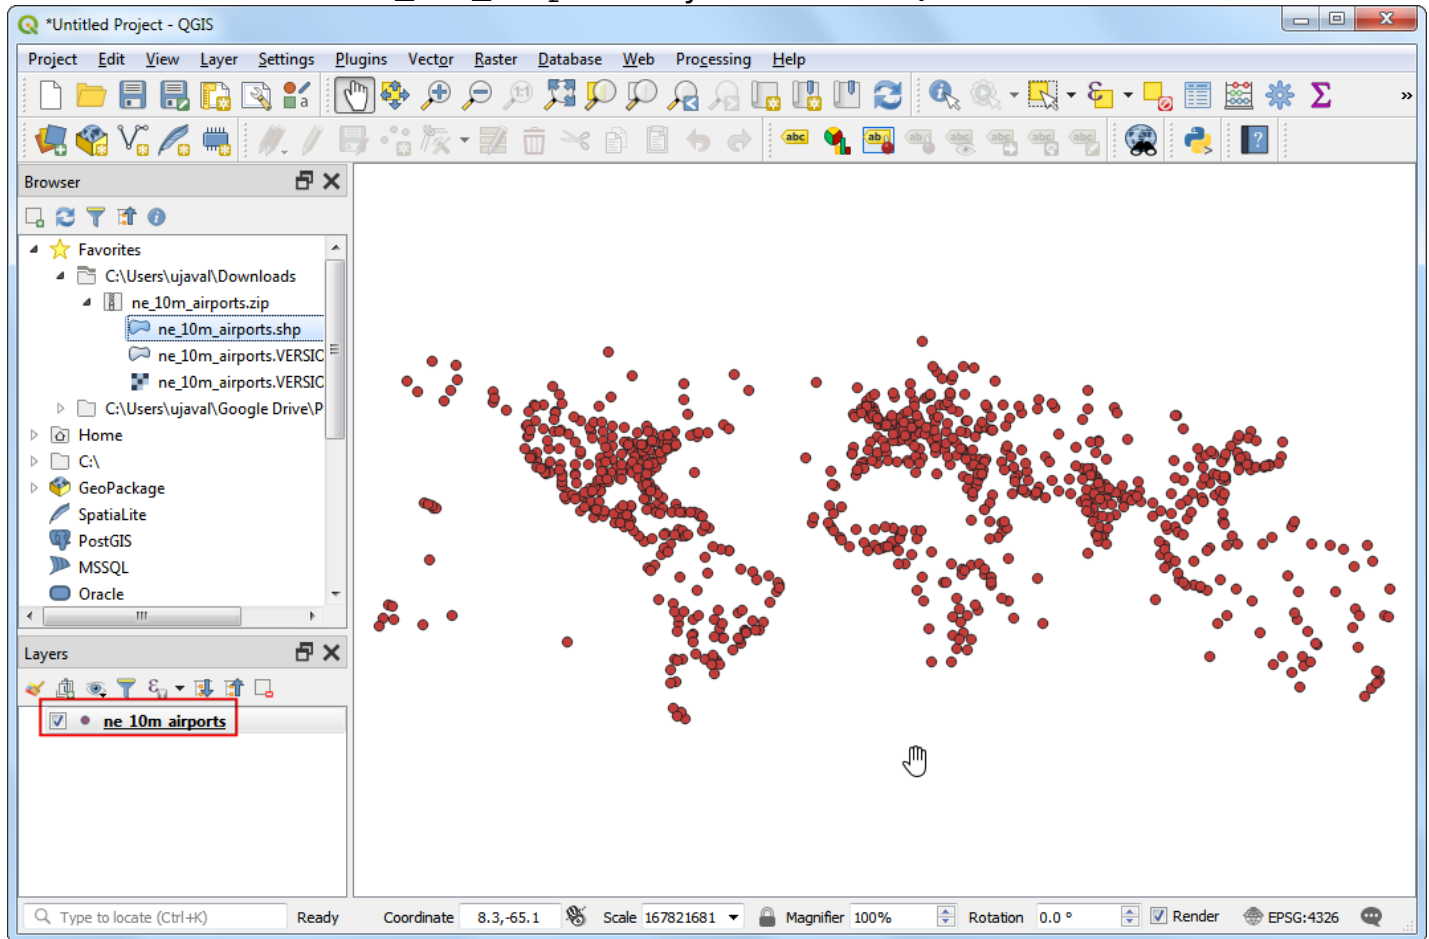 *Untitled Project - QGIS
Project Edit View Layer Settings Plugins Vector Raster Database Web Processing Help
Browser
Favorites
C:\Users\ujaval\Downloads
ne_10m_airports.zip
ne_10m_airports.shp
ne_10m_airports.VERSIC
ne_10m_airports.VERSIC
C:\Users\ujaval\Google Drive\P
Home
C:\
GeoPackage
SpatiaLite
PostGIS
MSSQL
Oracle
Layers
ne_10m_airports
Type to locate (Ctrl+K) Ready Coordinate 8.3,-65.1 Scale 167821681 Magnifier 100% Rotation 0.0 ° Render EPSG:4326